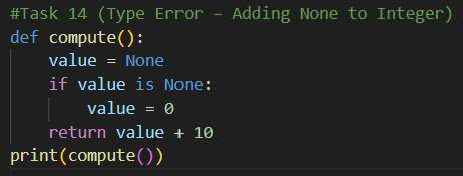 #Task 14 (Type Error – Adding None to Integer)
def compute():
    value = None
    if value is None:
        value = 0
    return value + 10
print(compute())